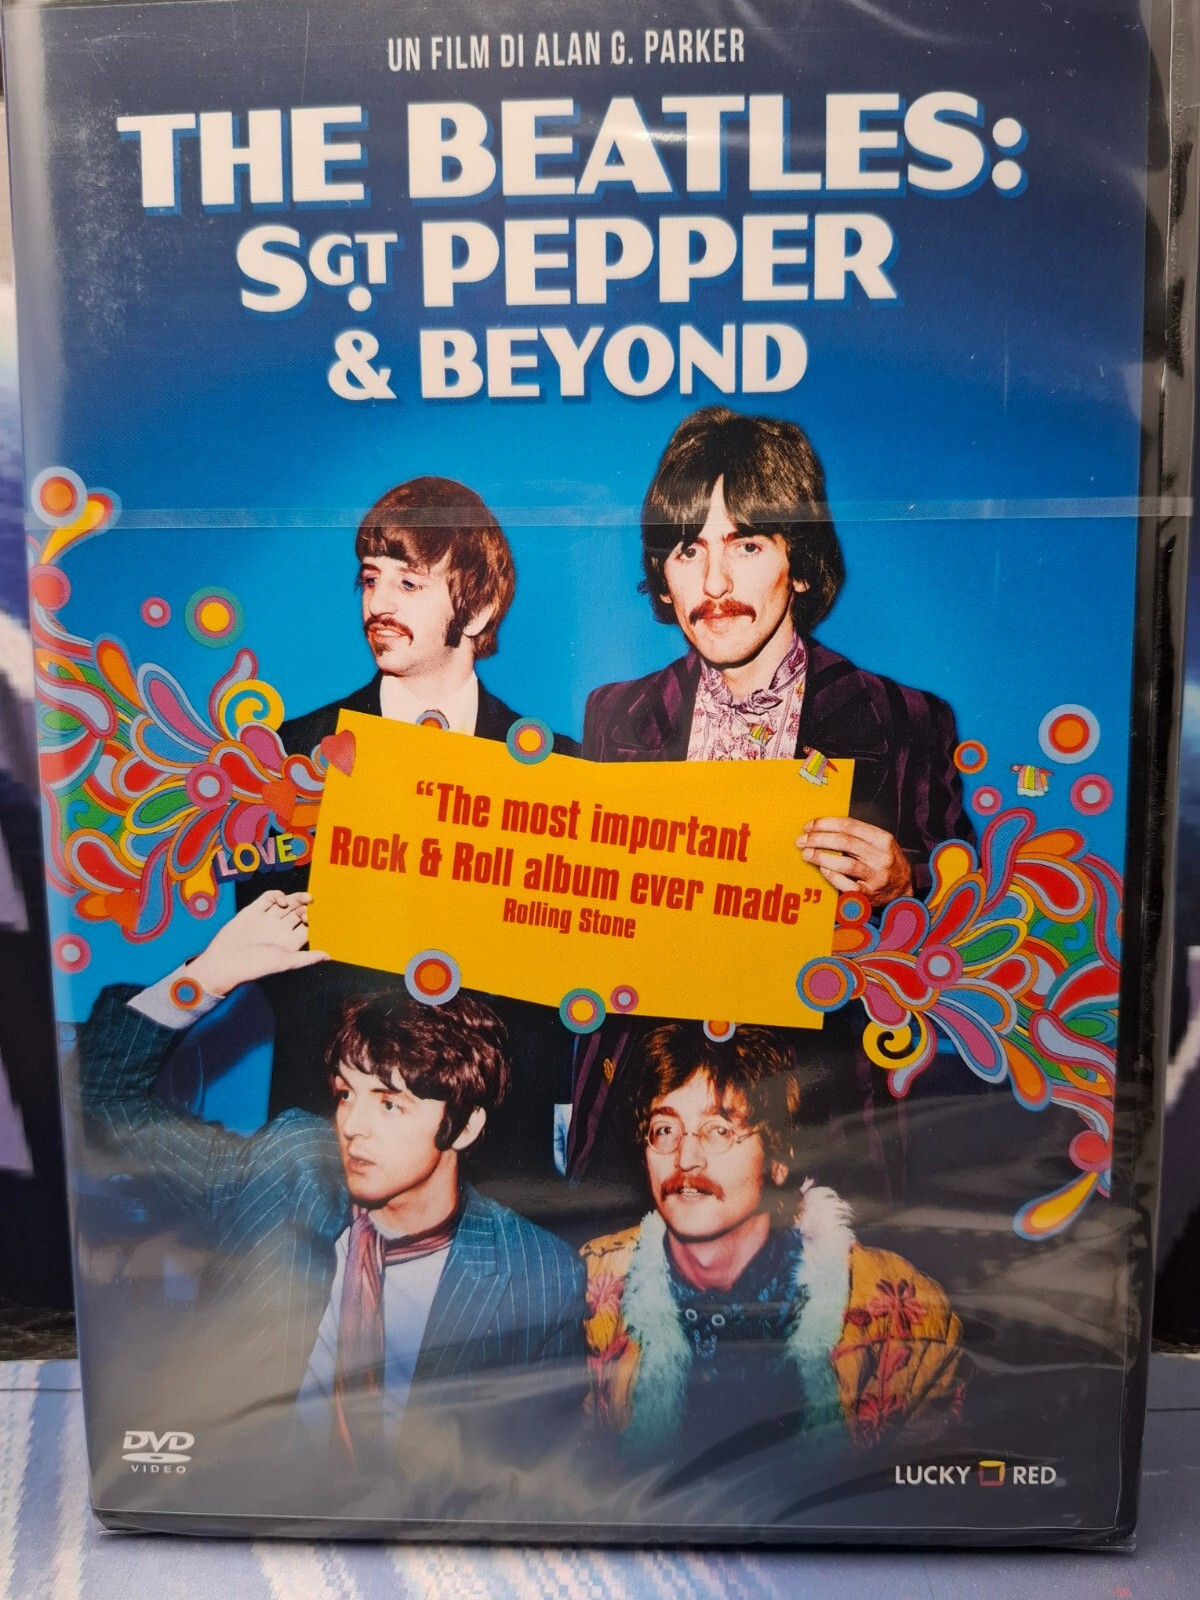 UN FILM DI ALAN G. PARKER
THE BEATLES:
SGT PEPPER
& BEYOND
LOVE
“The most important
Rock & Roll album ever made”
Rolling Stone
DVD
VIDEO
LUCKY RED